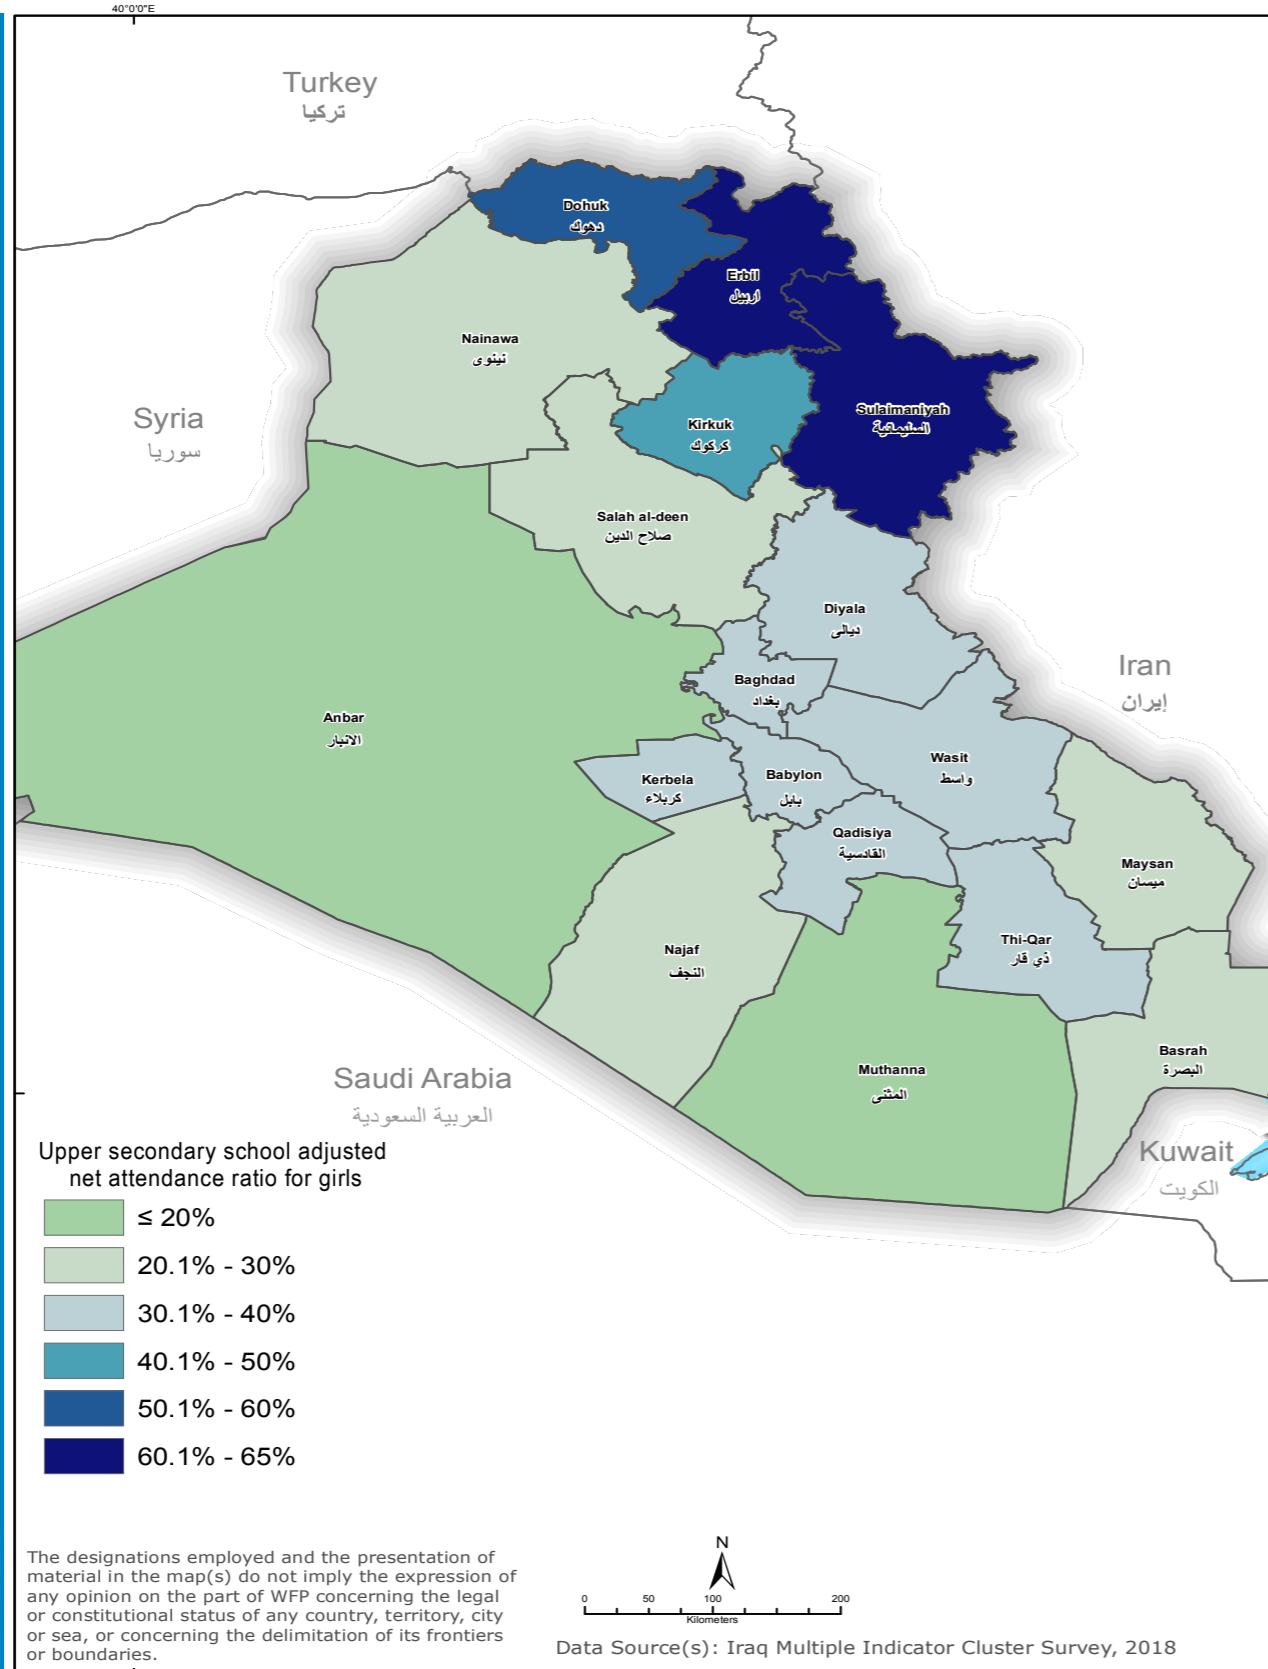 40°0'0"E
Turkey
تركيا
Dohuk
دهوك
Erbil
اربيل
Nainawa
نينوى
Syria
سوريا
Kirkuk
كركوك
Sulaimaniyah
السليمانية
Salah al-deen
صلاح الدين
Diyala
ديالى
Iran
إيران
Baghdad
بغداد
Anbar
الانبار
Wasit
واسط
Kerbela
كربلاء
Babylon
بابل
Qadisiya
القادسية
Maysan
ميسان
Najaf
النجف
Thi-Qar
ذي قار
Basrah
البصرة
Muthanna
المثنى
Saudi Arabia
العربية السعودية
Kuwait
الكويت
Upper secondary school adjusted
net attendance ratio for girls
≤ 20%
20.1% - 30%
30.1% - 40%
40.1% - 50%
50.1% - 60%
60.1% - 65%
The designations employed and the presentation of
material in the map(s) do not imply the expression of
any opinion on the part of WFP concerning the legal
or constitutional status of any country, territory, city
or sea, or concerning the delimitation of its frontiers
or boundaries.
N
0 50 100 200
Kilometers
Data Source(s): Iraq Multiple Indicator Cluster Survey, 2018